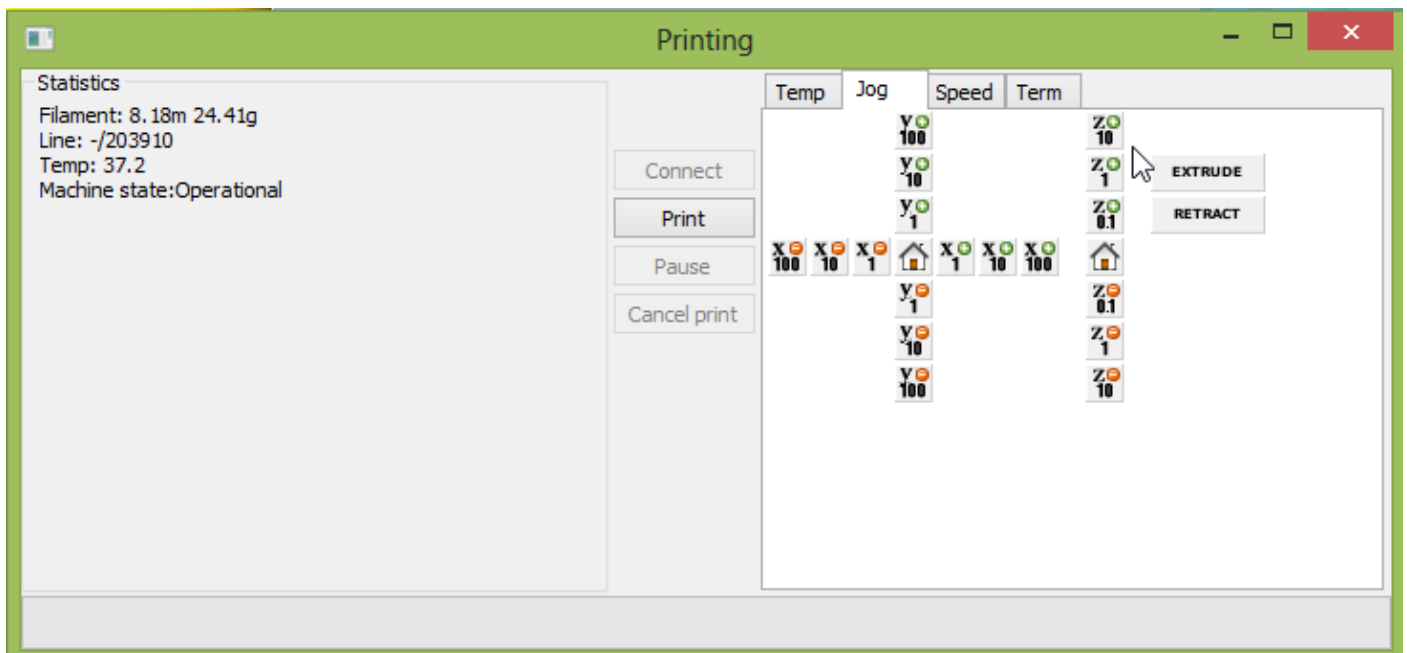 Printing
Statistics
Filament: 8.18m 24.41g
Line: -/203910
Temp: 37.2
Machine state:Operational
Connect
Print
Pause
Cancel print
Temp Jog Speed Term
y 100 z 10
y 10 z 1 EXTRUDE
y 1 z 0.1 RETRACT
x 100 x 10 x 1 x 1 x 10 x 100
y 1 z 0.1
y 10 z 1
y 100 z 10